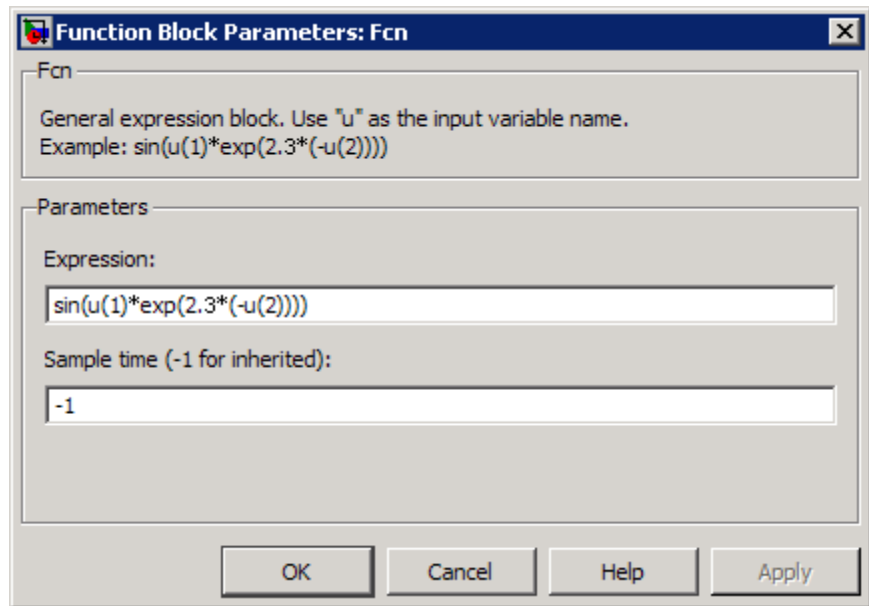 Function Block Parameters: Fcn
Fcn
General expression block. Use "u" as the input variable name.
Example: sin(u(1)*exp(2.3*(-u(2))))
Parameters
Expression:
sin(u(1)*exp(2.3*(-u(2))))
Sample time (-1 for inherited):
-1
OK Cancel Help Apply